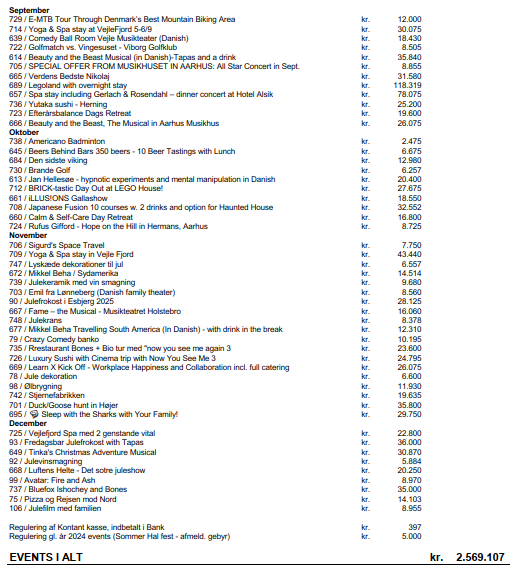 September
729 / E-MTB Tour Through Denmark's Best Mountain Biking Area kr. 12.000
714 / Yoga & Spa stay at VejleFjord 5-6/9 kr. 30.075
639 / Comedy Ball Room Vejle Musikteater (Danish) kr. 18.430
722 / Golfmatch vs. Vingesuset - Viborg Golfklub kr. 8.505
614 / Beauty and the Beast Musical (in Danish)-Tapas and a drink kr. 35.840
705 / SPECIAL OFFER FROM MUSIKHUSET IN AARHUS: All Star Concert in Sept. kr. 8.855
665 / Verdens Bedste Nikolaj kr. 31.580
689 / Legoland with overnight stay kr. 118.319
657 / Spa stay including Gerlach & Rosendahl – dinner concert at Hotel Alsik kr. 78.075
736 / Yutaka sushi - Herning kr. 25.200
723 / Efterårsbalance Dags Retreat kr. 19.600
666 / Beauty and the Beast, The Musical in Aarhus Musikhus kr. 26.075
Oktober
738 / Americano Badminton kr. 2.475
645 / Beers Behind Bars 350 beers - 10 Beer Tastings with Lunch kr. 6.675
684 / Den sidste viking kr. 12.980
730 / Brande Golf kr. 6.257
613 / Jan Hellesøe - hypnotic experiments and mental manipulation in Danish kr. 20.400
712 / BRICK-tastic Day Out at LEGO House! kr. 27.675
661 / iLLUS!ONS Gallashow kr. 18.550
708 / Japanese Fusion 10 courses w. 2 drinks and option for Haunted House kr. 32.552
660 / Calm & Self-Care Day Retreat kr. 16.800
724 / Rufus Gifford - Hope on the Hill in Hermans, Aarhus kr. 8.725
November
706 / Sigurd's Space Travel kr. 7.750
709 / Yoga & Spa stay in Vejle Fjord kr. 43.440
747 / Lyskæde dekorationer til jul kr. 6.557
672 / Mikkel Beha / Sydamerika kr. 14.514
739 / Julekeramik med vin smagning kr. 9.680
703 / Emil fra Lønneberg (Danish family theater) kr. 8.560
90 / Julefrokost i Esbjerg 2025 kr. 28.125
667 / Fame – the Musical - Musikteatret Holstebro kr. 16.060
748 / Julekrans kr. 8.378
677 / Mikkel Beha Travelling South America (In Danish) - with drink in the break kr. 12.310
79 / Crazy Comedy banko kr. 10.195
735 / Rrestaurant Bones + Bio tur med "now you see me again 3 kr. 23.600
726 / Luxury Sushi with Cinema trip with Now You See Me 3 kr. 24.795
669 / Learn X Kick Off - Workplace Happiness and Collaboration incl. full catering kr. 26.075
78 / Jule dekoration kr. 6.600
98 / Ølbrygning kr. 11.930
742 / Stjernefabrikken kr. 19.635
701 / Duck/Goose hunt in Højer kr. 35.800
695 / Sleep with the Sharks with Your Family! kr. 29.750
December
725 / Vejlefjord Spa med 2 genstande vital kr. 22.800
93 / Fredagsbar Julefrokost med Tapas kr. 36.000
649 / Tinka's Christmas Adventure Musical kr. 30.870
92 / Julevinsmagning kr. 5.884
668 / Luftens Helte - Det sotre juleshow kr. 20.250
99 / Avatar: Fire and Ash kr. 8.970
737 / Bluefox Ishochey and Bones kr. 35.000
75 / Pizza og Rejsen mod Nord kr. 14.103
106 / Julefilm med familien kr. 8.955
Regulering af Kontant kasse, indbetalt i Bank kr. 397
Regulering gl. år 2024 events (Sommer Hal fest - afmeld. gebyr) kr. 5.000
EVENTS I ALT kr. 2.569.107